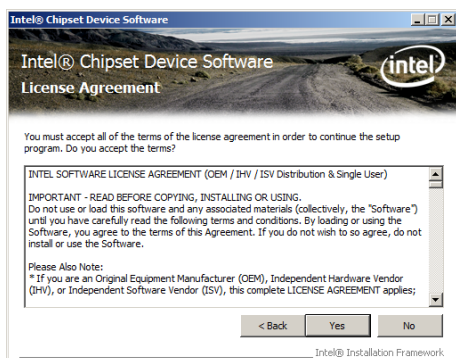 Intel® Chipset Device Software
Intel® Chipset Device Software
License Agreement
intel
You must accept all of the terms of the license agreement in order to continue the setup
program. Do you accept the terms?
INTEL SOFTWARE LICENSE AGREEMENT (OEM / IHV / ISV Distribution & Single User)
IMPORTANT - READ BEFORE COPYING, INSTALLING OR USING.
Do not use or load this software and any associated materials (collectively, the "Software")
until you have carefully read the following terms and conditions. By loading or using the
Software, you agree to the terms of this Agreement. If you do not wish to so agree, do not
install or use the Software.
Please Also Note:
* If you are an Original Equipment Manufacturer (OEM), Independent Hardware Vendor
(IHV), or Independent Software Vendor (ISV), this complete LICENSE AGREEMENT applies;
< Back Yes No
Intel® Installation Framework